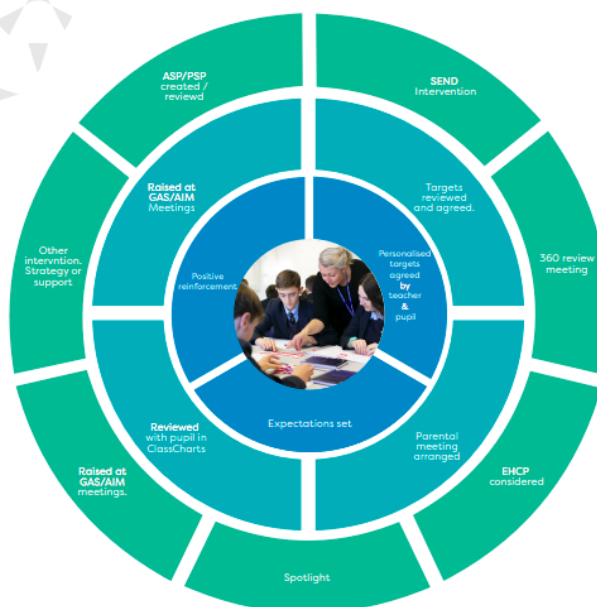 ASP/PSP
created /
reviewd
SEND
Intervention
Raised at
GAS/AIM
Meetings
Targets
reviewed
and agreed.
Other
intervntion.
Strategy or
support
Positive
reinforcement
Personalised
targets
agreed
by
teacher
&
pupil
360 review
meeting
Expectations set
Reviewed
with pupil in
ClassCharts
Parental
meeting
arranged
Raised at
GAS/AIM
meetings.
EHCP
considered
Spotlight